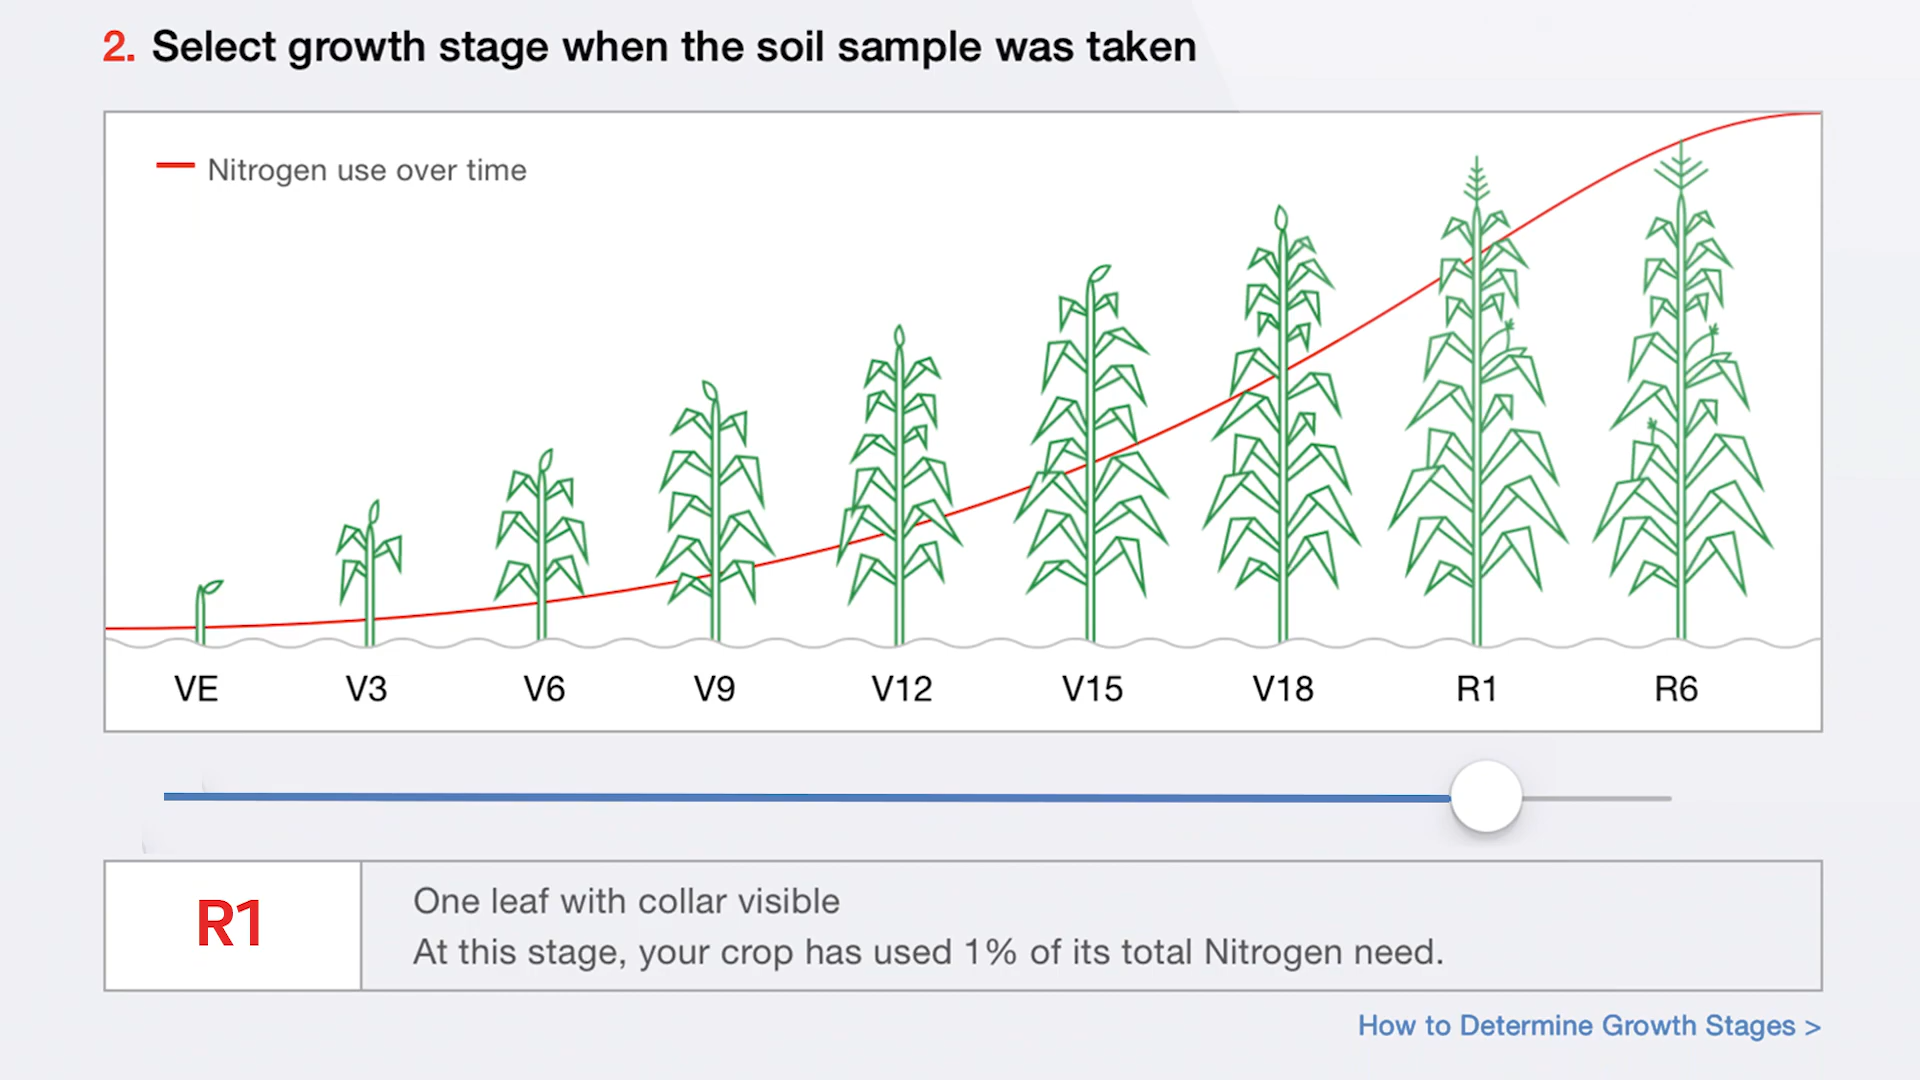 2. Select growth stage when the soil sample was taken
Nitrogen use over time
VE V3 V6 V9 V12 V15 V18 R1 R6
R1
One leaf with collar visible
At this stage, your crop has used 1% of its total Nitrogen need.
How to Determine Growth Stages >